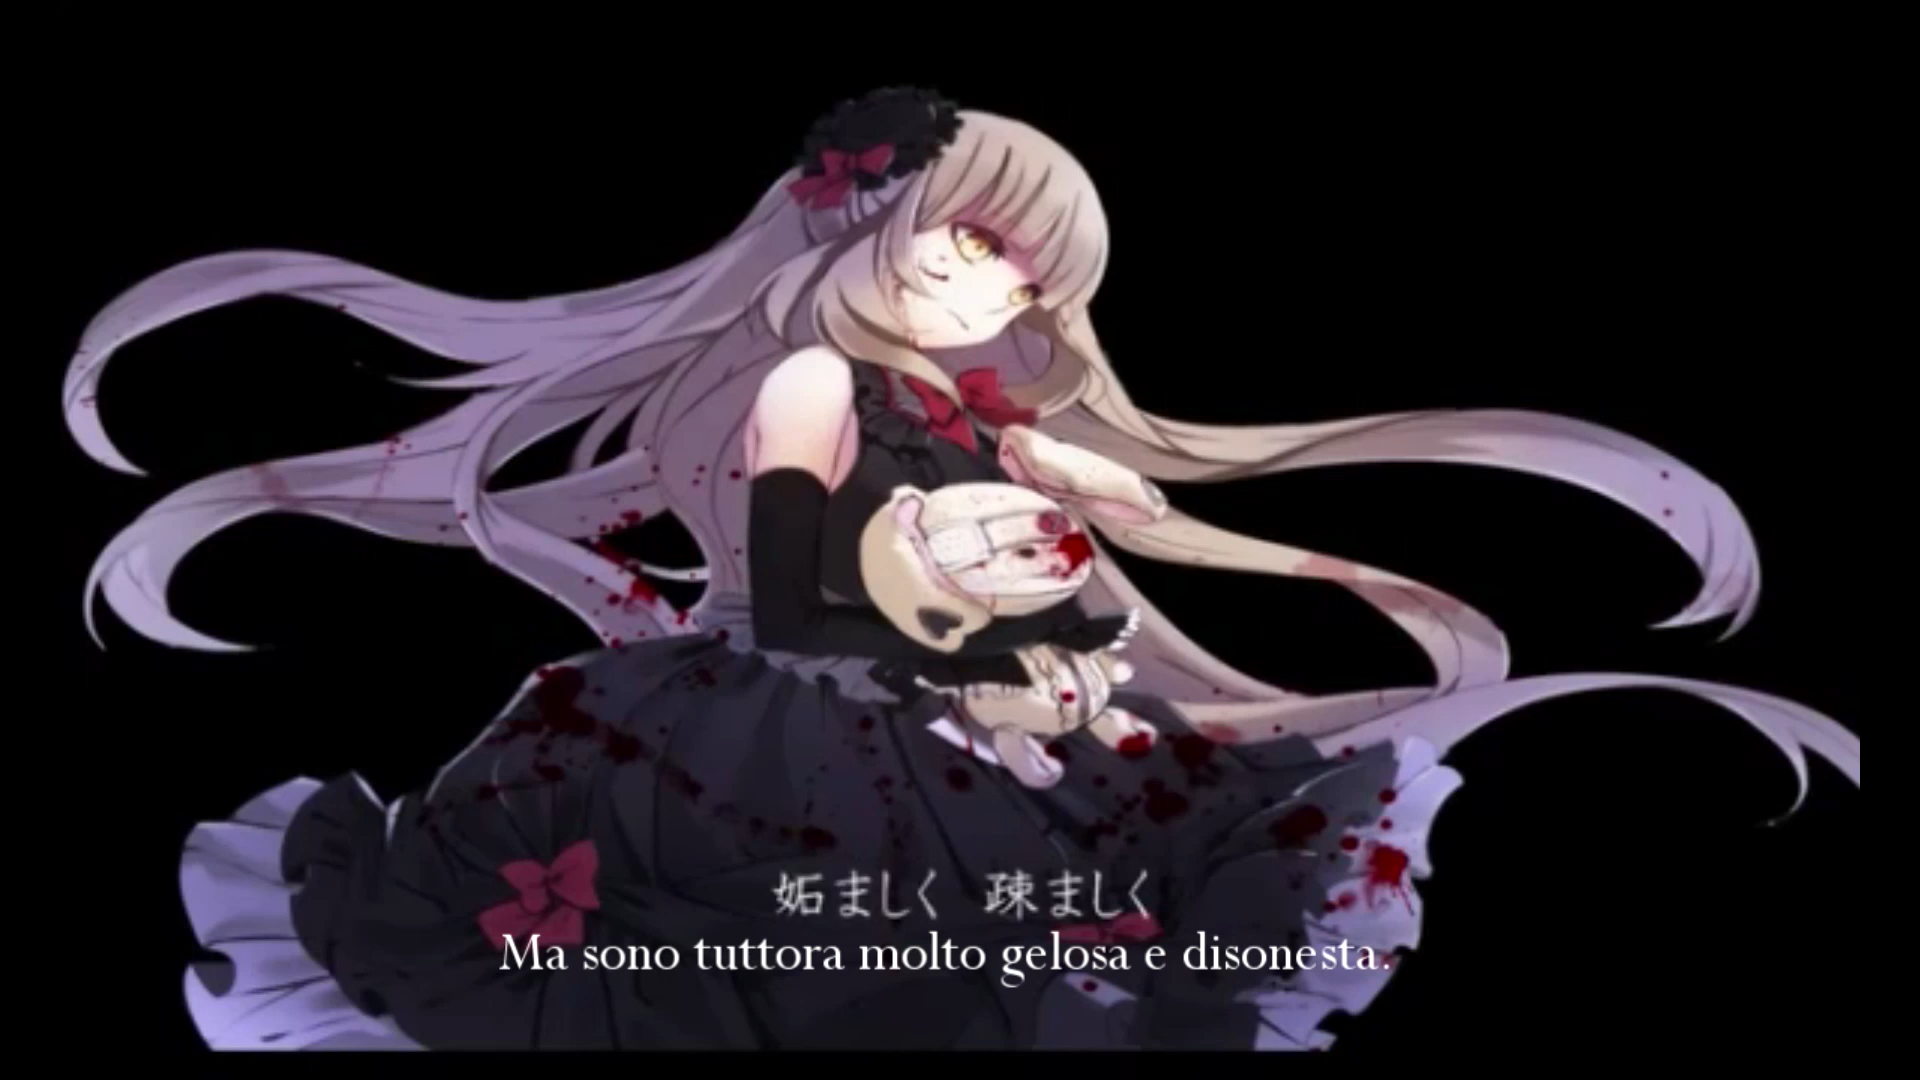 妬ましく 疎ましく
Ma sono tuttora molto gelosa e disonesta.